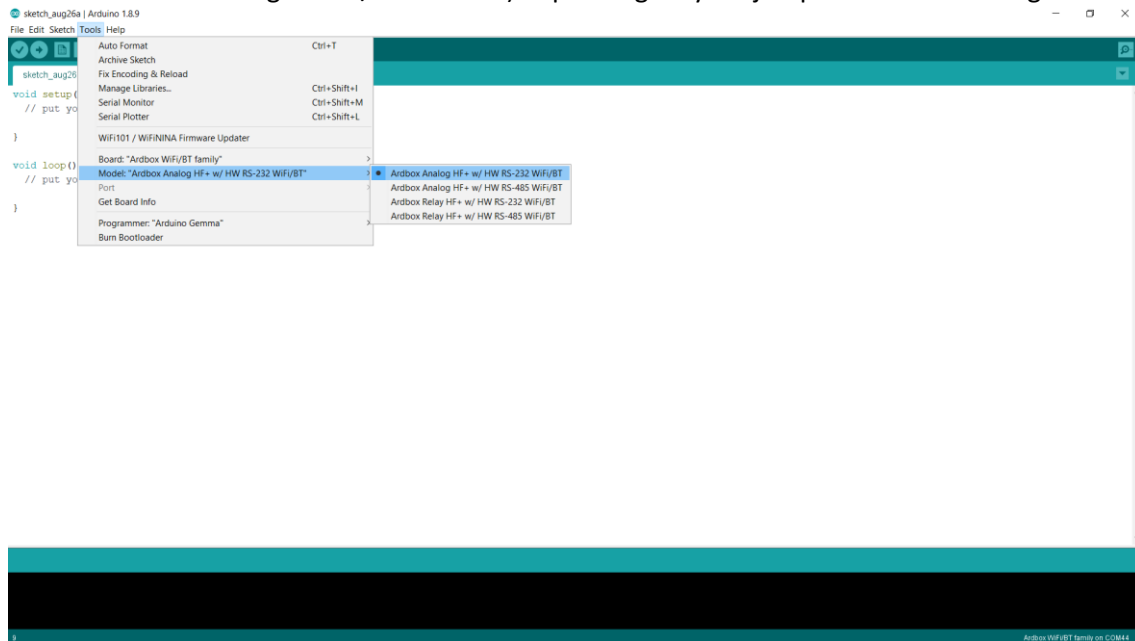 sketch_aug26a | Arduino 1.8.9
File Edit Sketch Tools Help
sketch_aug26
Auto Format Ctrl+T
Archive Sketch
Fix Encoding & Reload
Manage Libraries... Ctrl+Shift+I
Serial Monitor Ctrl+Shift+M
Serial Plotter Ctrl+Shift+L
WiFi101 / WiFiNINA Firmware Updater
Board: "Ardbox WiFi/BT family"
Model: "Ardbox Analog HF+ w/ HW RS-232 WiFi/BT"
Port
Get Board Info
Programmer: "Arduino Gemma"
Burn Bootloader
Ardbox Analog HF+ w/ HW RS-232 WiFi/BT
Ardbox Analog HF+ w/ HW RS-485 WiFi/BT
Ardbox Relay HF+ w/ HW RS-232 WiFi/BT
Ardbox Relay HF+ w/ HW RS-485 WiFi/BT
void setup(
// put yo
}
void loop()
// put yo
}
9
Ardbox WiFi/BT family on COM44